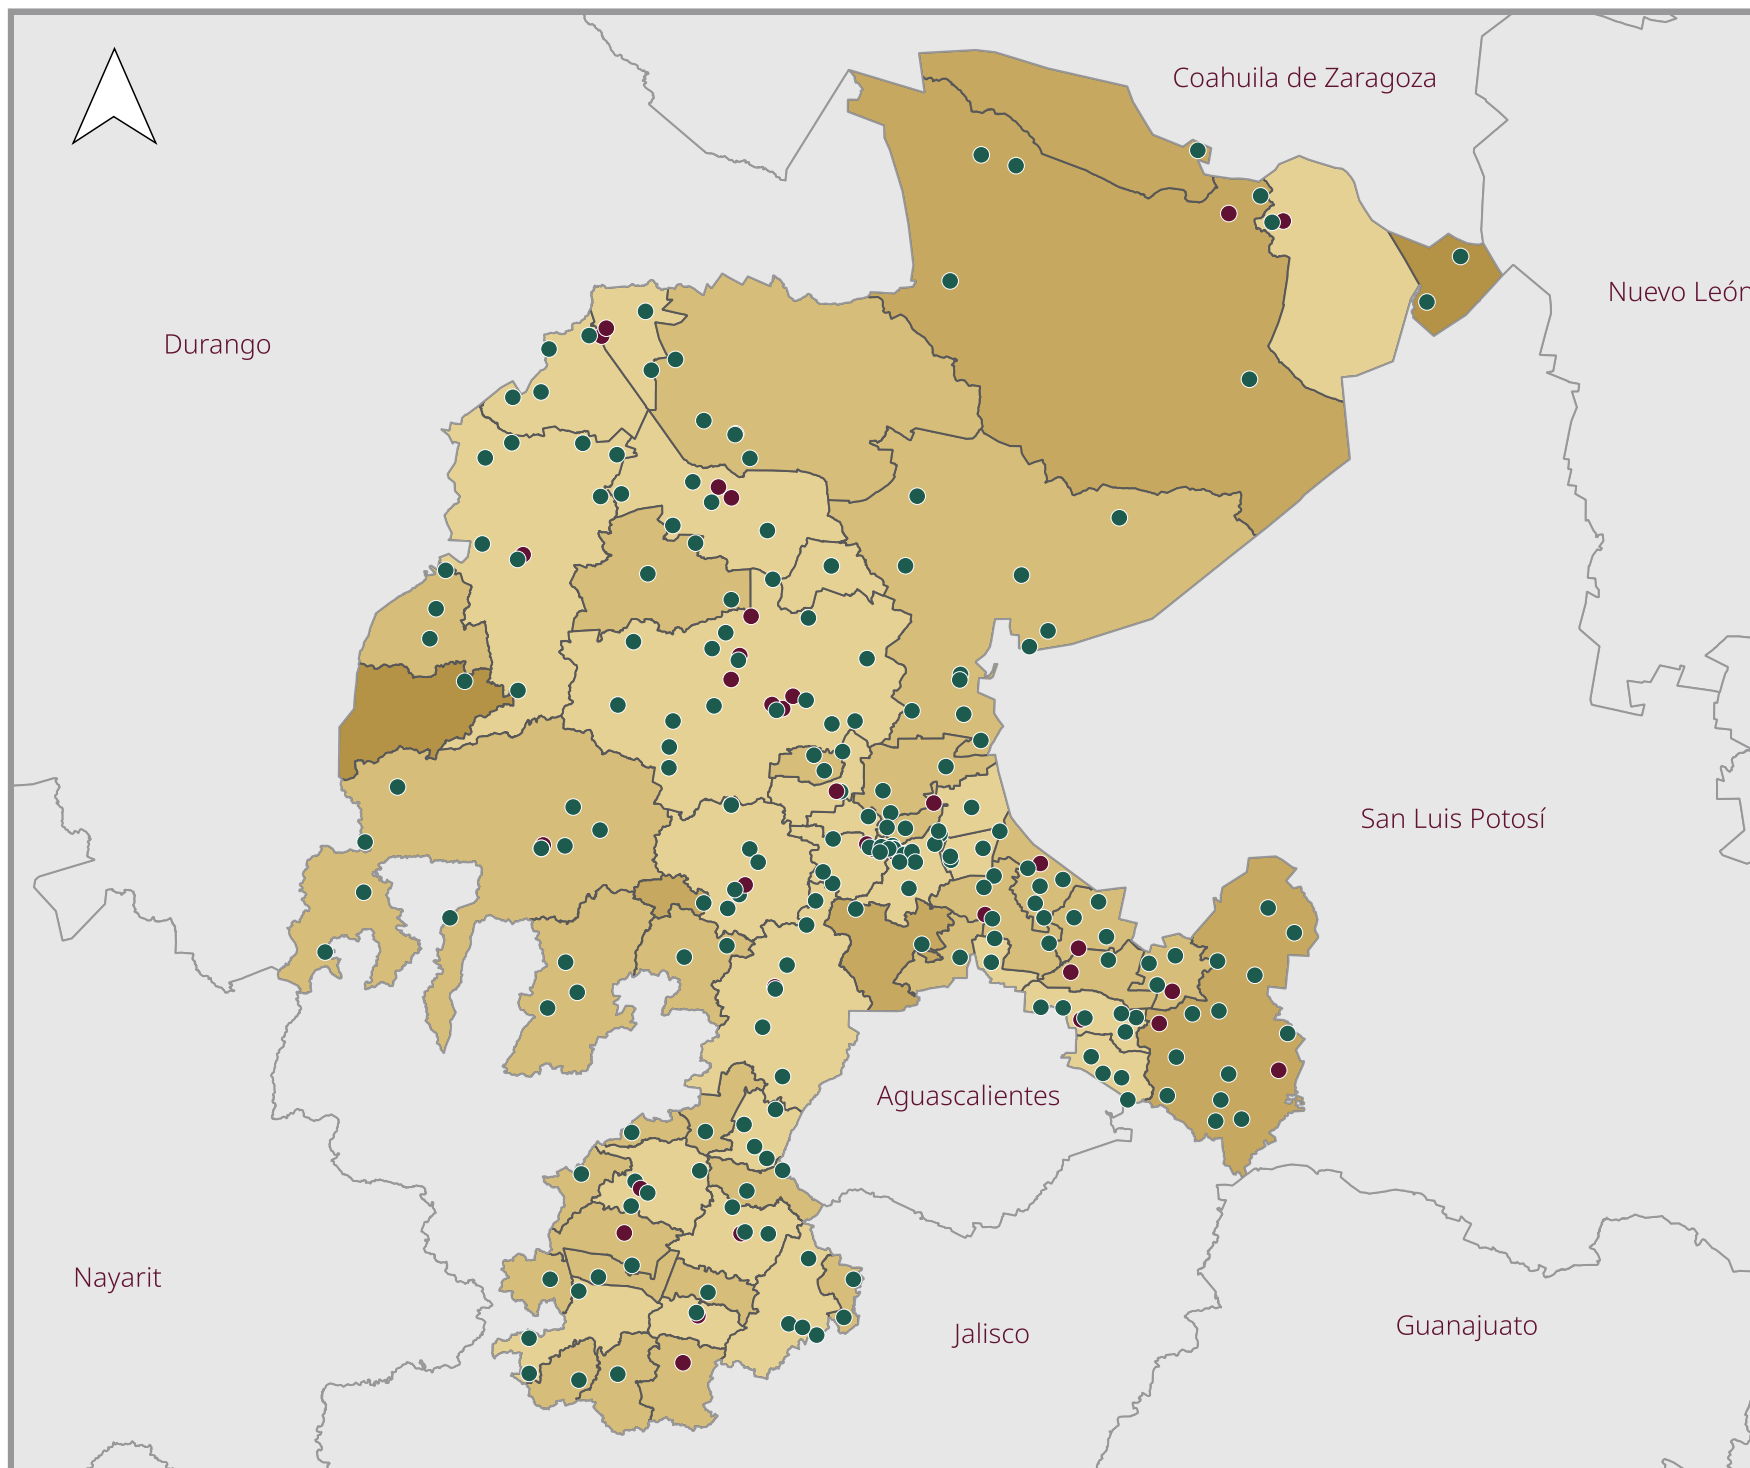 Coahuila de Zaragoza
Nuevo León
Durango
San Luis Potosí
Aguascalientes
Nayarit
Jalisco
Guanajuato